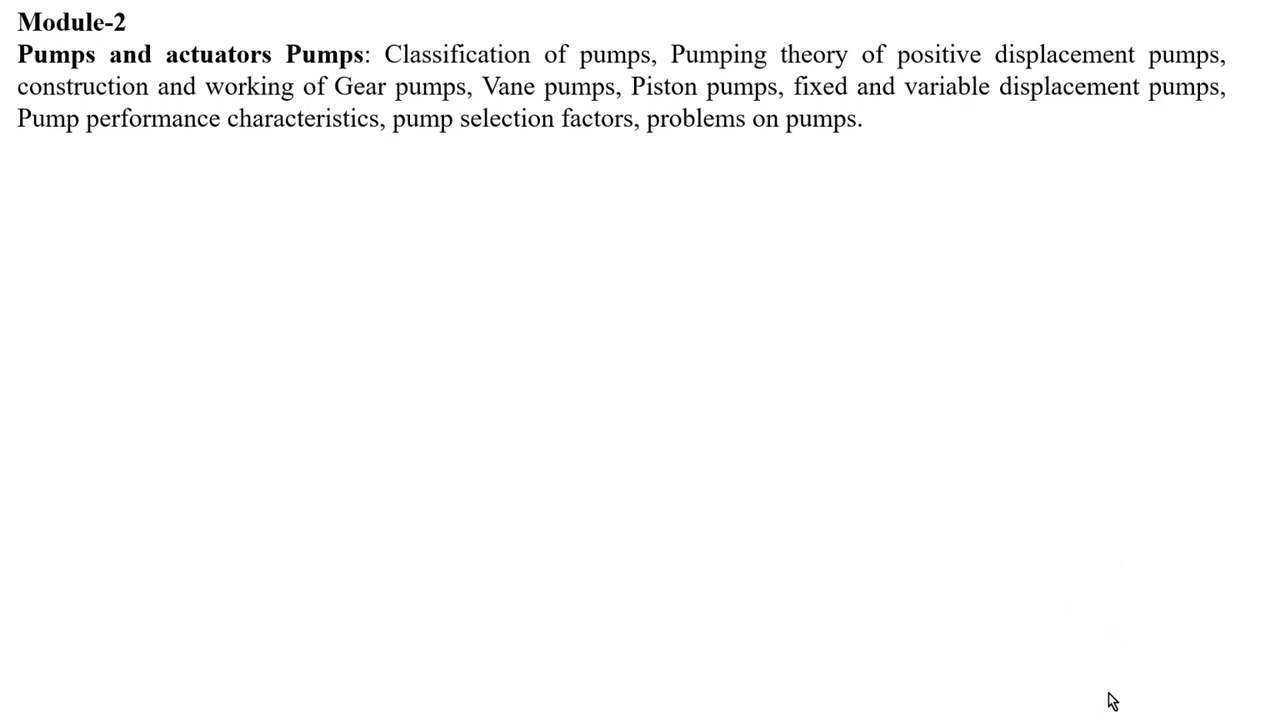 Module-2
Pumps and actuators Pumps: Classification of pumps, Pumping theory of positive displacement pumps,
construction and working of Gear pumps, Vane pumps, Piston pumps, fixed and variable displacement pumps,
Pump performance characteristics, pump selection factors, problems on pumps.